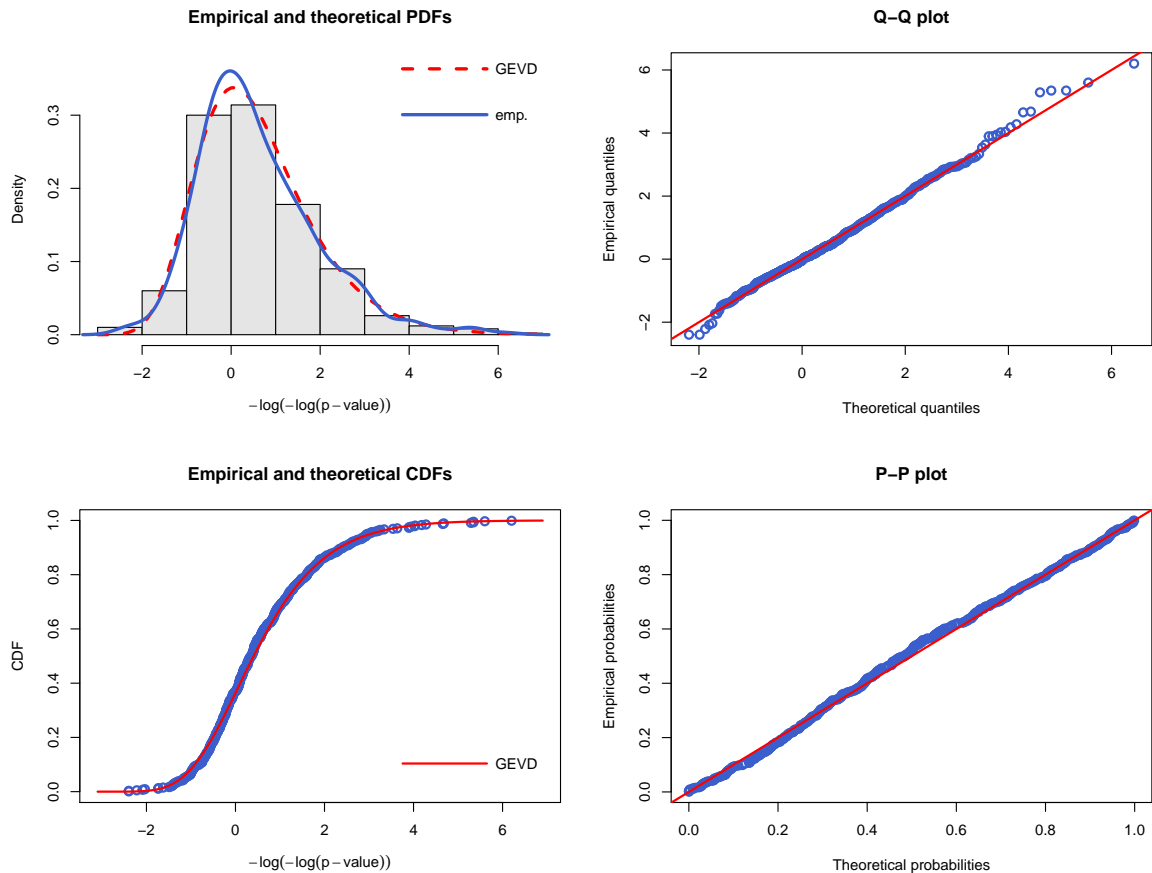 Empirical and theoretical PDFs
GEVD
emp.
Density
0.0
0.1
0.2
0.3
−2
0
2
4
6
−log(−log(p−value))
Q−Q plot
Empirical quantiles
−2
0
2
4
6
−2
0
2
4
6
Theoretical quantiles
Empirical and theoretical CDFs
CDF
0.0
0.2
0.4
0.6
0.8
1.0
GEVD
−2
0
2
4
6
−log(−log(p−value))
P−P plot
Empirical probabilities
0.0
0.2
0.4
0.6
0.8
1.0
0.0
0.2
0.4
0.6
0.8
1.0
Theoretical probabilities